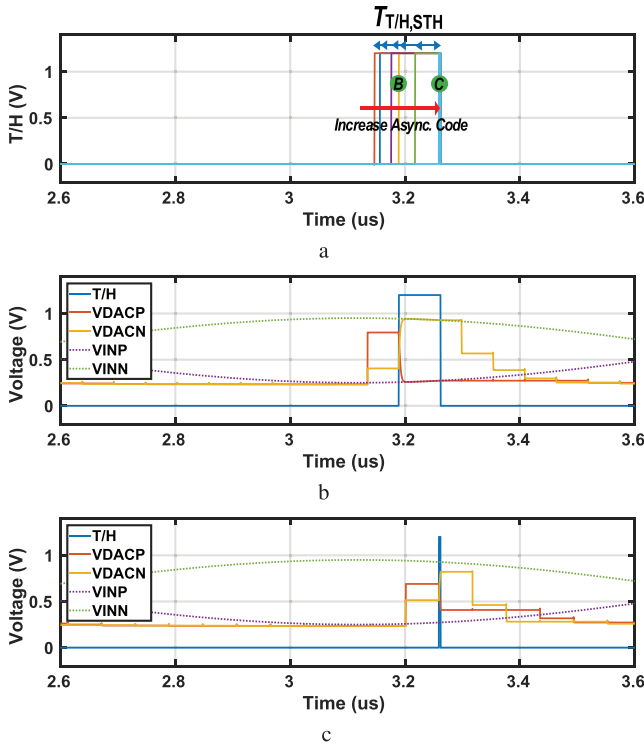 T_T/H,STH
T/H (V)
1
0.5
0
B
C
Increase Async. Code
2.6 2.8 3 3.2 3.4 3.6
Time (us)
a
Voltage (V)
1
0.5
0
T/H
VDACP
VDACN
VINP
VINN
2.6 2.8 3 3.2 3.4 3.6
Time (us)
b
Voltage (V)
1
0.5
0
T/H
VDACP
VDACN
VINP
VINN
2.6 2.8 3 3.2 3.4 3.6
Time (us)
c